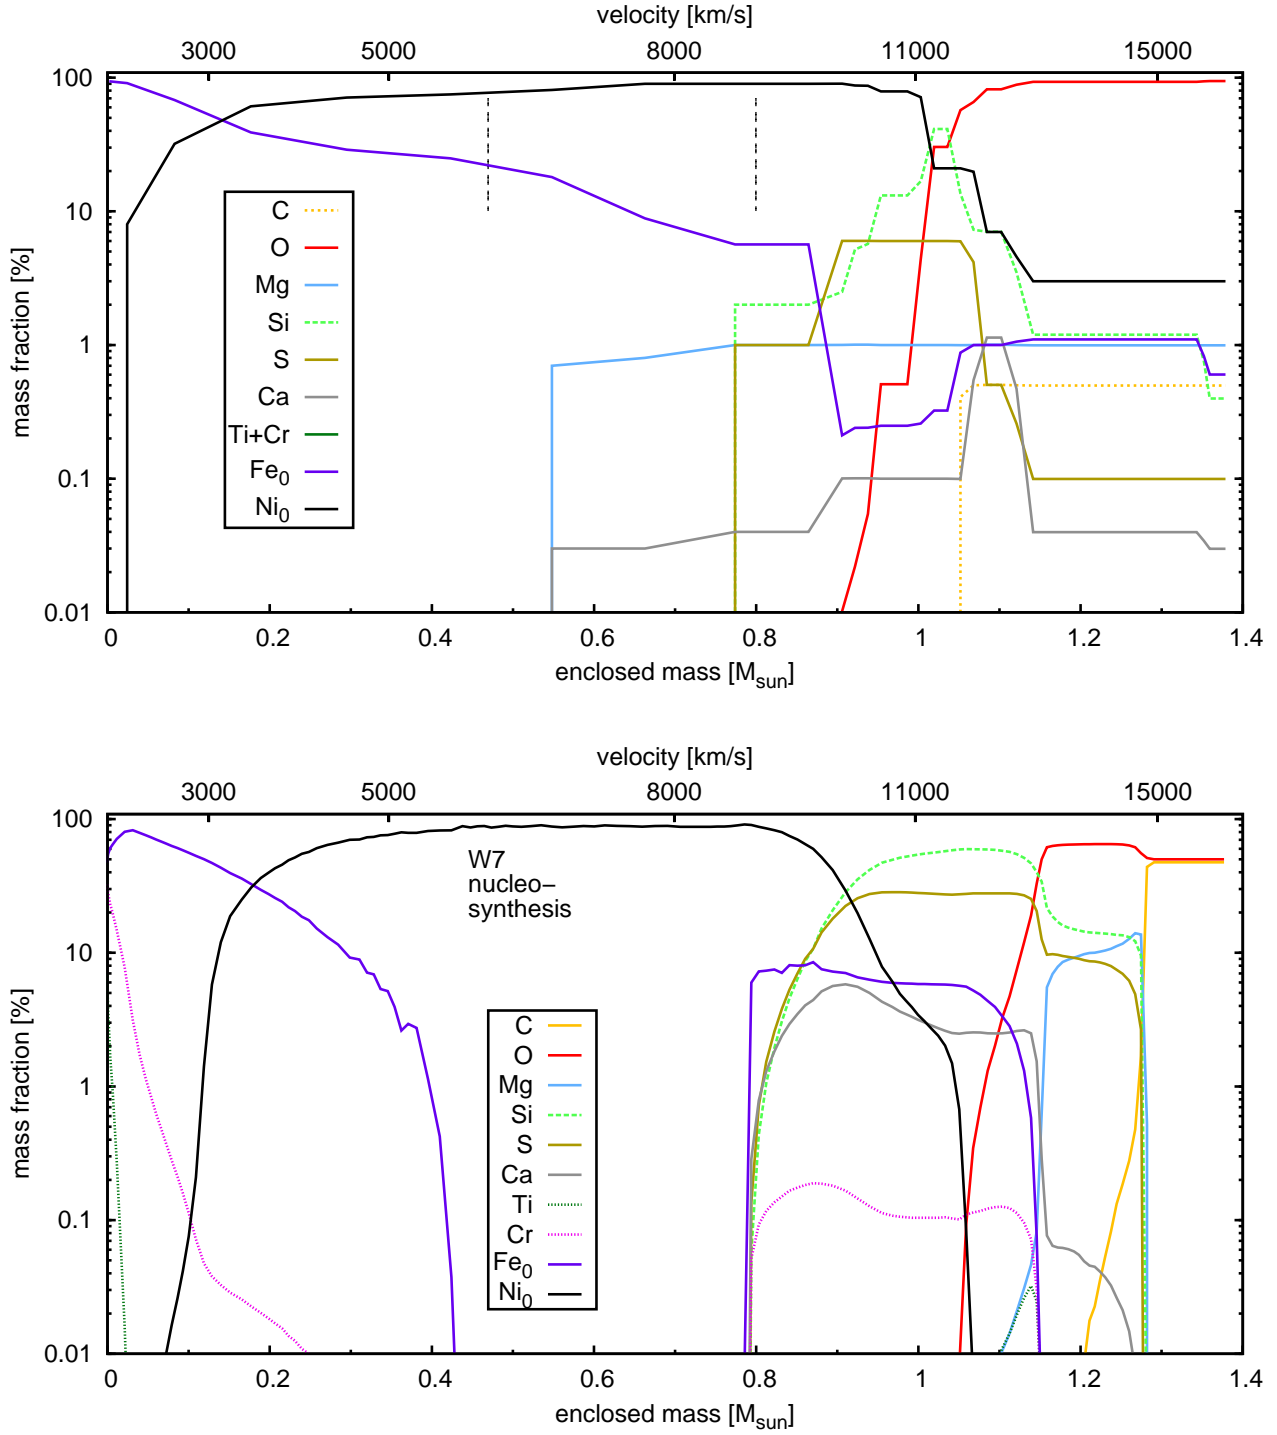 velocity [km/s]
3000 5000 8000 11000 15000
100
10
1
0.1
0.01
mass fraction [%]
C
O
Mg
Si
S
Ca
Ti+Cr
Fe0
Ni0
0 0.2 0.4 0.6 0.8 1 1.2 1.4
enclosed mass [Msun]
velocity [km/s]
3000 5000 8000 11000 15000
100
10
1
0.1
0.01
mass fraction [%]
W7
nucleo−
synthesis
C
O
Mg
Si
S
Ca
Ti
Cr
Fe0
Ni0
0 0.2 0.4 0.6 0.8 1 1.2 1.4
enclosed mass [Msun]